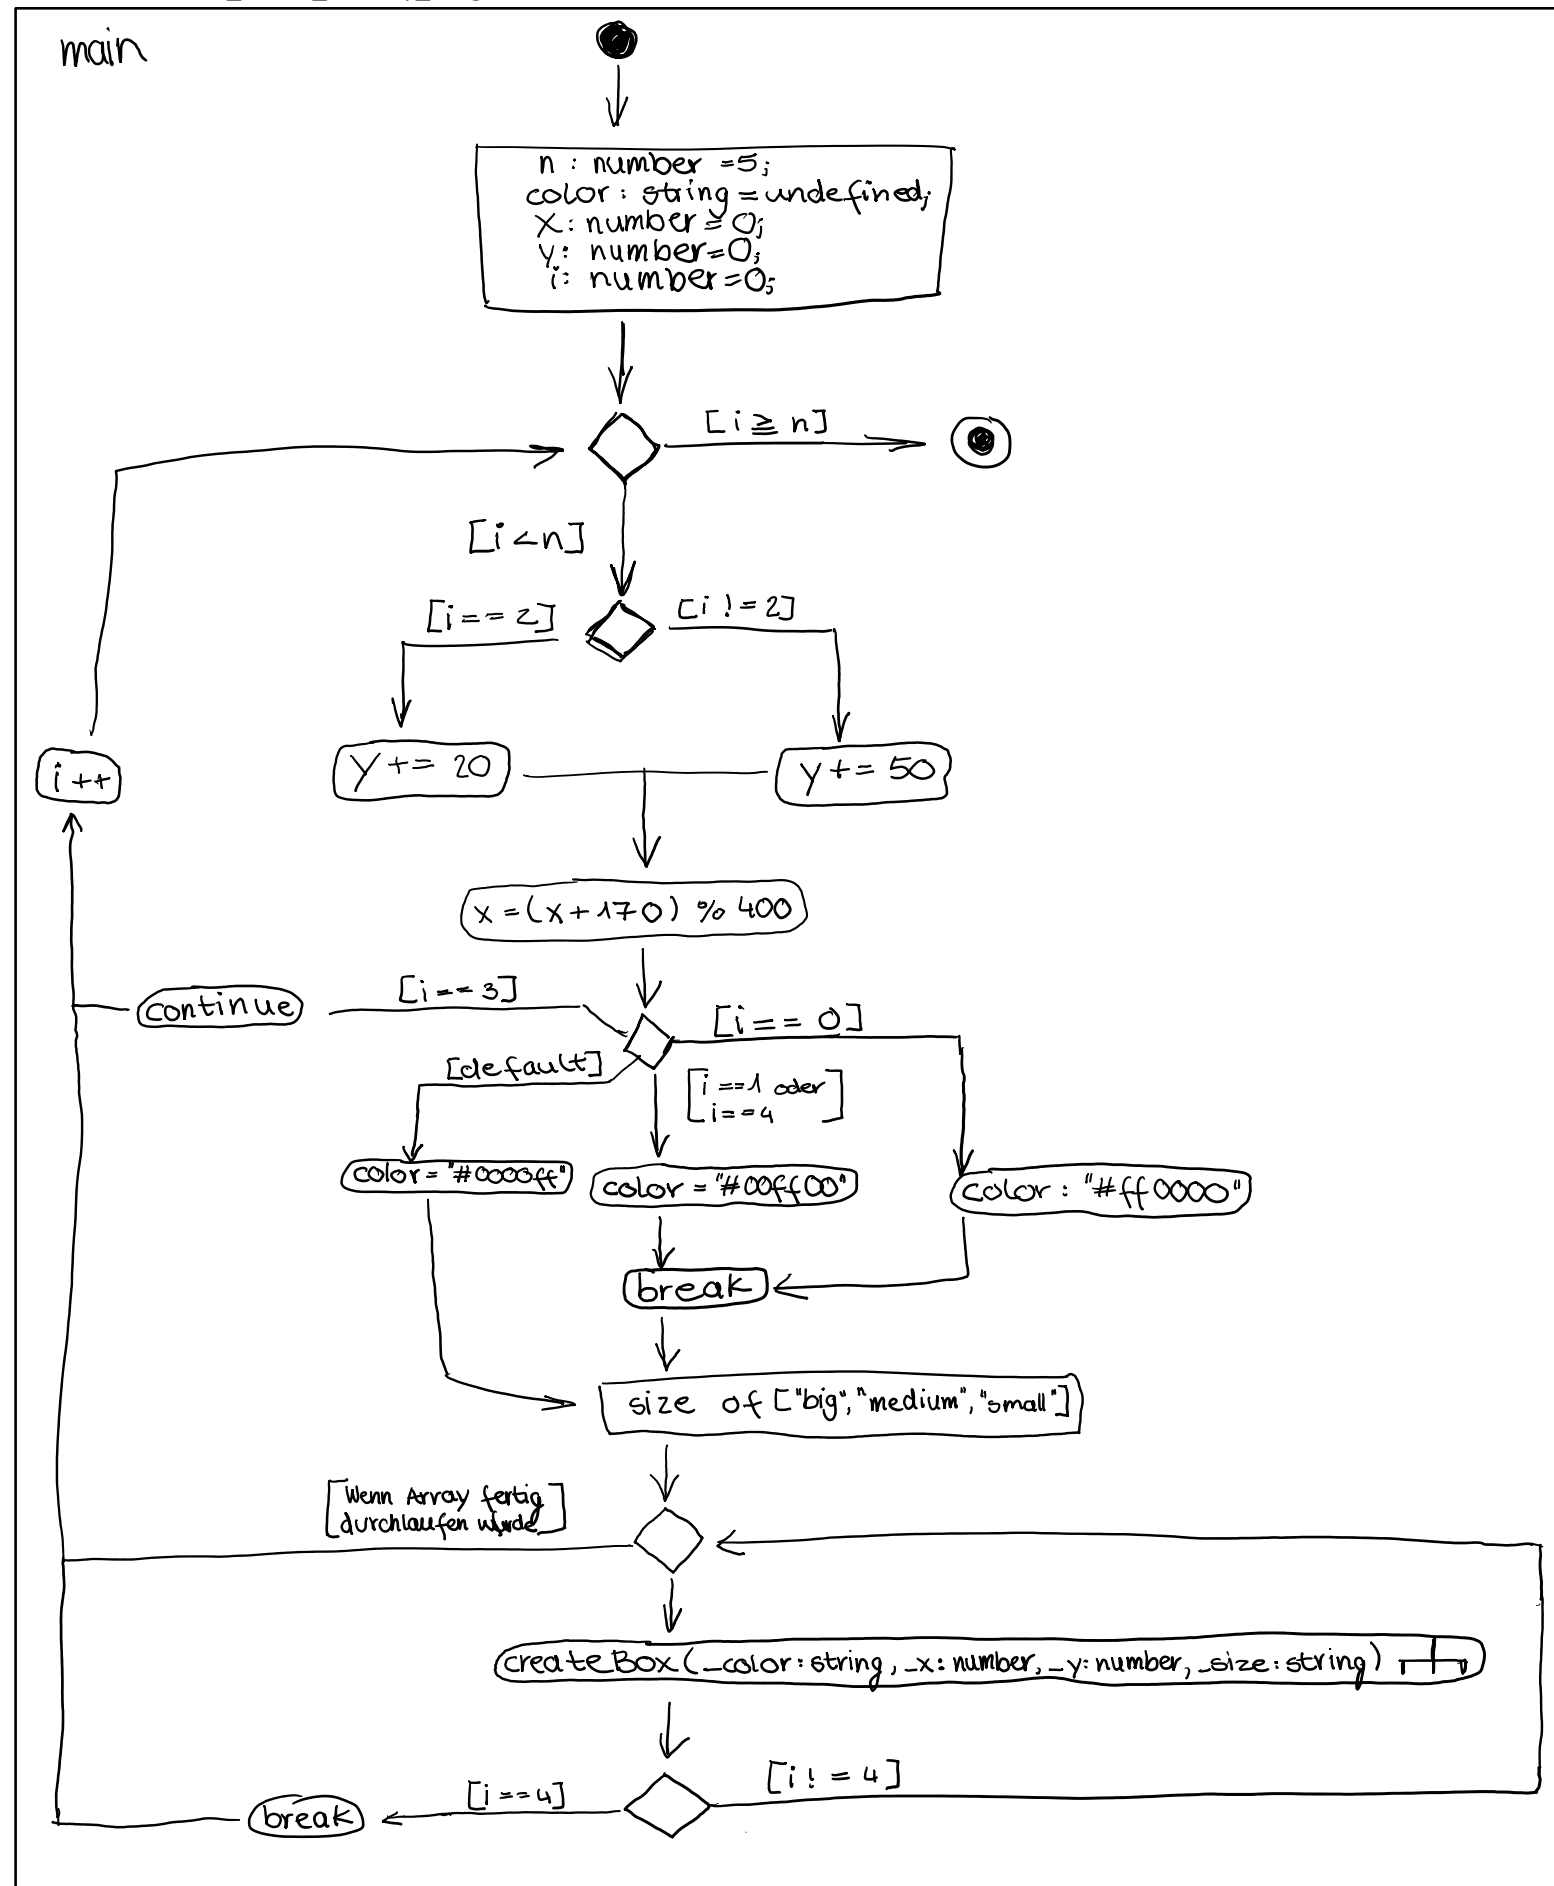 main
n : number =5;
color : string = undefined;
x : number = 0;
y : number=0;
i : number=0;
[i ≧ n]
[i <n]
[i == 2]
[i != 2]
i ++
y += 20
y += 50
x = (x + 170) % 400
continue
[i == 3]
[i == 0]
[default]
[i ==1 oder
i==4]
color = "#0000ff"
color = "#00ff00"
color : "#ff0000"
break
size of ["big", "medium", "small"]
[Wenn Array fertig
durchlaufen wurde]
createBox (_color: string, _x: number, _y: number, _size: string)
[i ==4]
[i != 4]
break